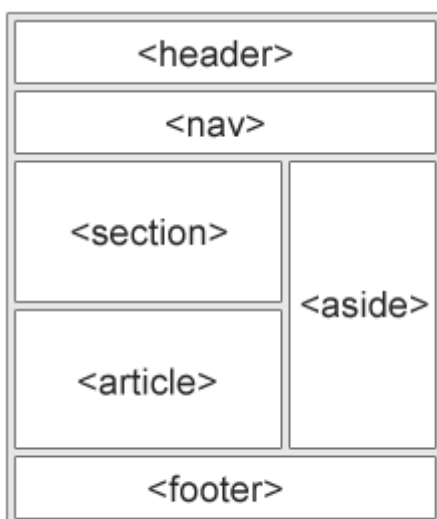 <header>
<nav>
<section>
<aside>
<article>
<footer>